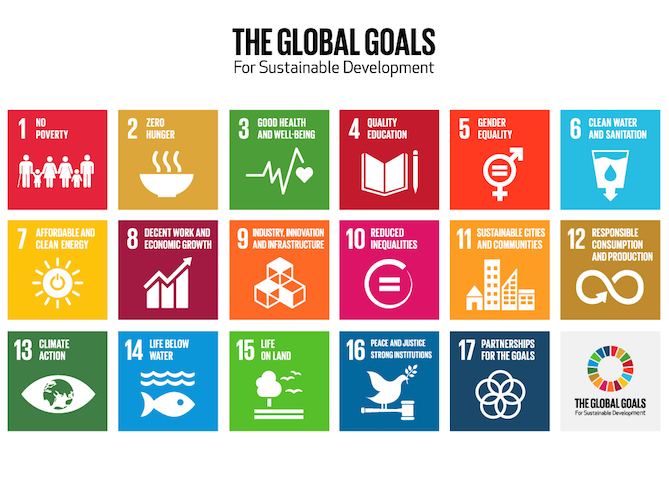 THE GLOBAL GOALS
For Sustainable Development
1 NO
POVERTY
2 ZERO
HUNGER
3 GOOD HEALTH
AND WELL-BEING
4 QUALITY
EDUCATION
5 GENDER
EQUALITY
6 CLEAN WATER
AND SANITATION
7 AFFORDABLE AND
CLEAN ENERGY
8 DECENT WORK AND
ECONOMIC GROWTH
9 INDUSTRY, INNOVATION
AND INFRASTRUCTURE
10 REDUCED
INEQUALITIES
11 SUSTAINABLE CITIES
AND COMMUNITIES
12 RESPONSIBLE
CONSUMPTION
AND PRODUCTION
13 CLIMATE
ACTION
14 LIFE BELOW
WATER
15 LIFE
ON LAND
16 PEACE AND JUSTICE
STRONG INSTITUTIONS
17 PARTNERSHIPS
FOR THE GOALS
THE GLOBAL GOALS
For Sustainable Development